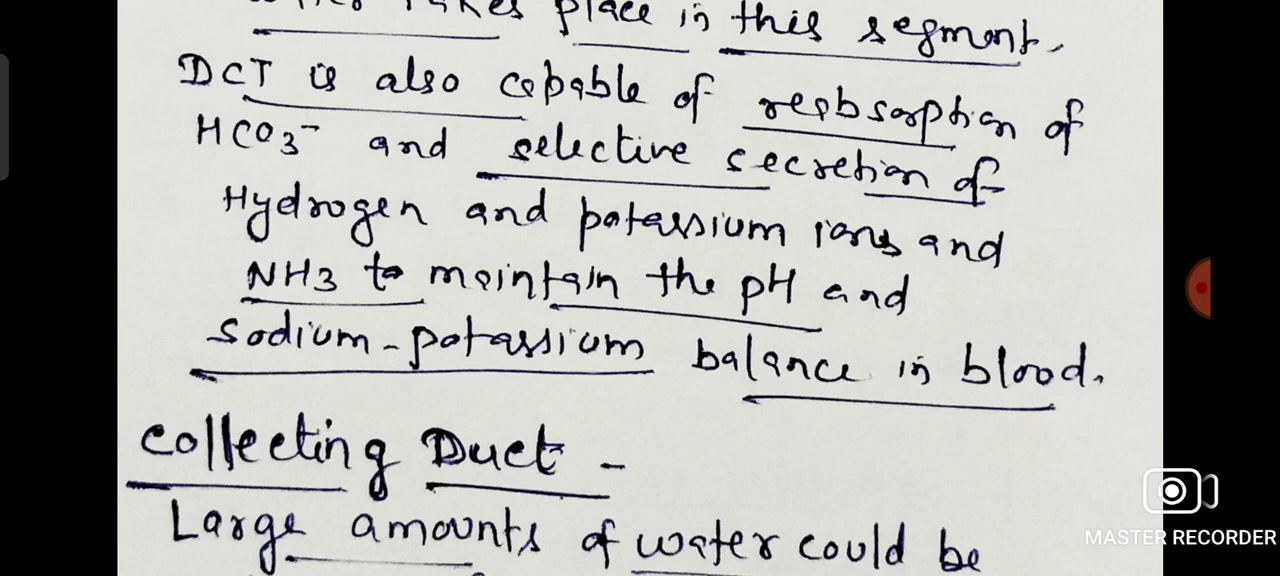 takes place in this segment.
DCT is also capable of reabsorption of
HCO3- and selective secretion of
Hydrogen and potassium ions and
NH3 to maintain the pH and
sodium-potassium balance in blood.
Collecting Duct -
Large amounts of water could be
MASTER RECORDER